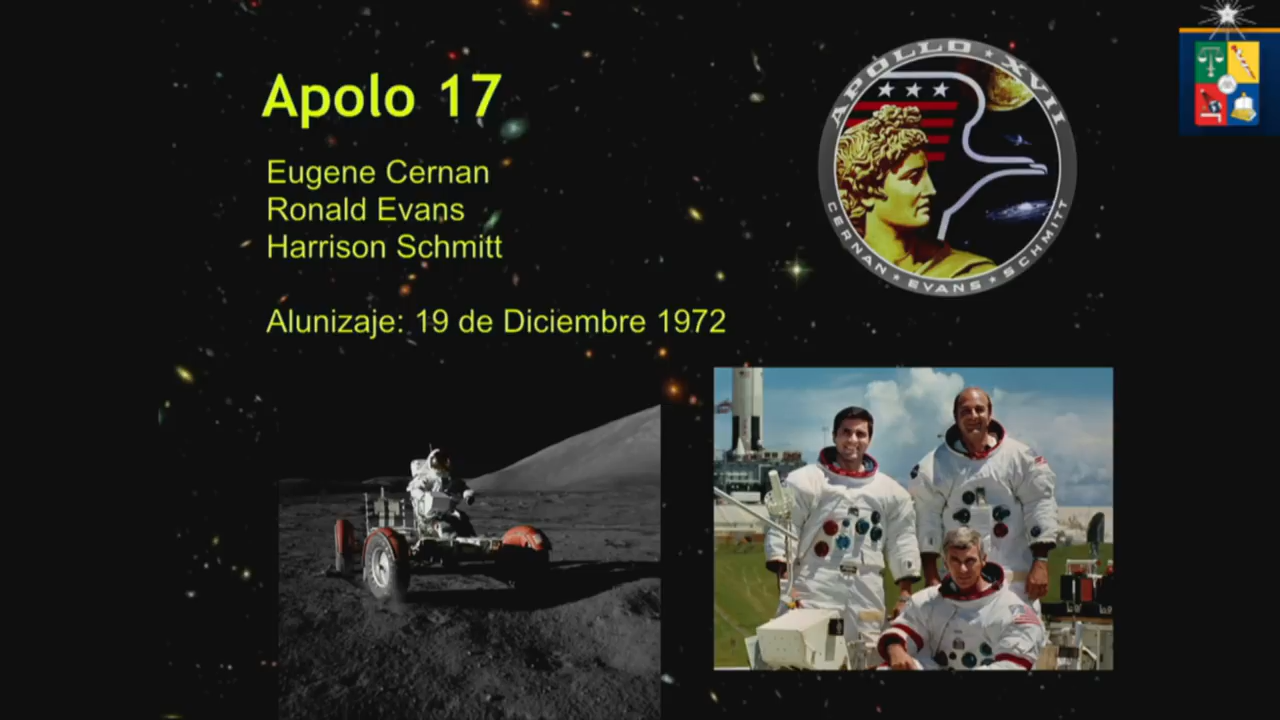 Apolo 17
Eugene Cernan
Ronald Evans
Harrison Schmitt
Alunizaje: 19 de Diciembre 1972
APOLLO ★ XVII
CERNAN ★ EVANS ★ SCHMITT